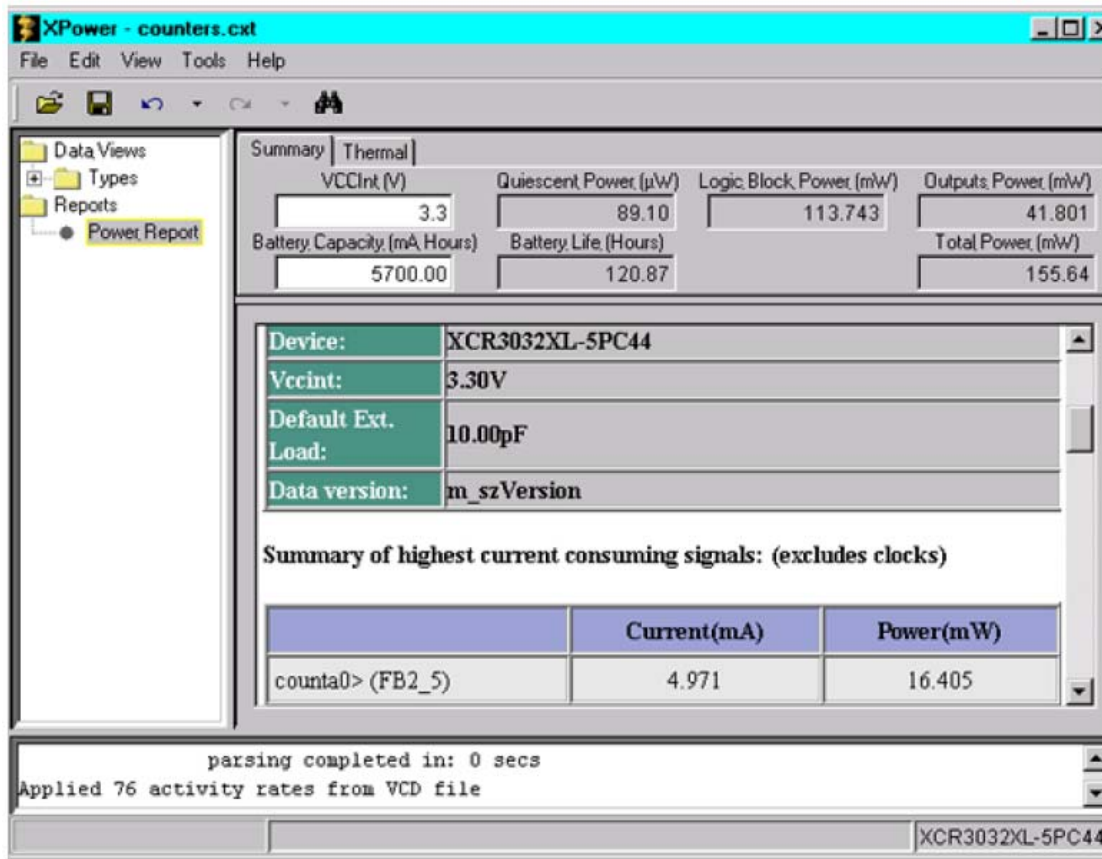 XPower - counters.cxt
File Edit View Tools Help
Data Views
Types
Reports
Power Report
Summary Thermal
VCCInt (V) Quiescent Power (µW) Logic Block Power (mW) Outputs Power (mW)
3.3 89.10 113.743 41.801
Battery Capacity (mA Hours) Battery Life (Hours) Total Power (mW)
5700.00 120.87 155.64
Device: XCR3032XL-5PC44
Vccint: 3.30V
Default Ext.
Load: 10.00pF
Data version: m_szVersion
Summary of highest current consuming signals: (excludes clocks)
Current(mA) Power(mW)
counta0> (FB2_5) 4.971 16.405
parsing completed in: 0 secs
Applied 76 activity rates from VCD file
XCR3032XL-5PC44